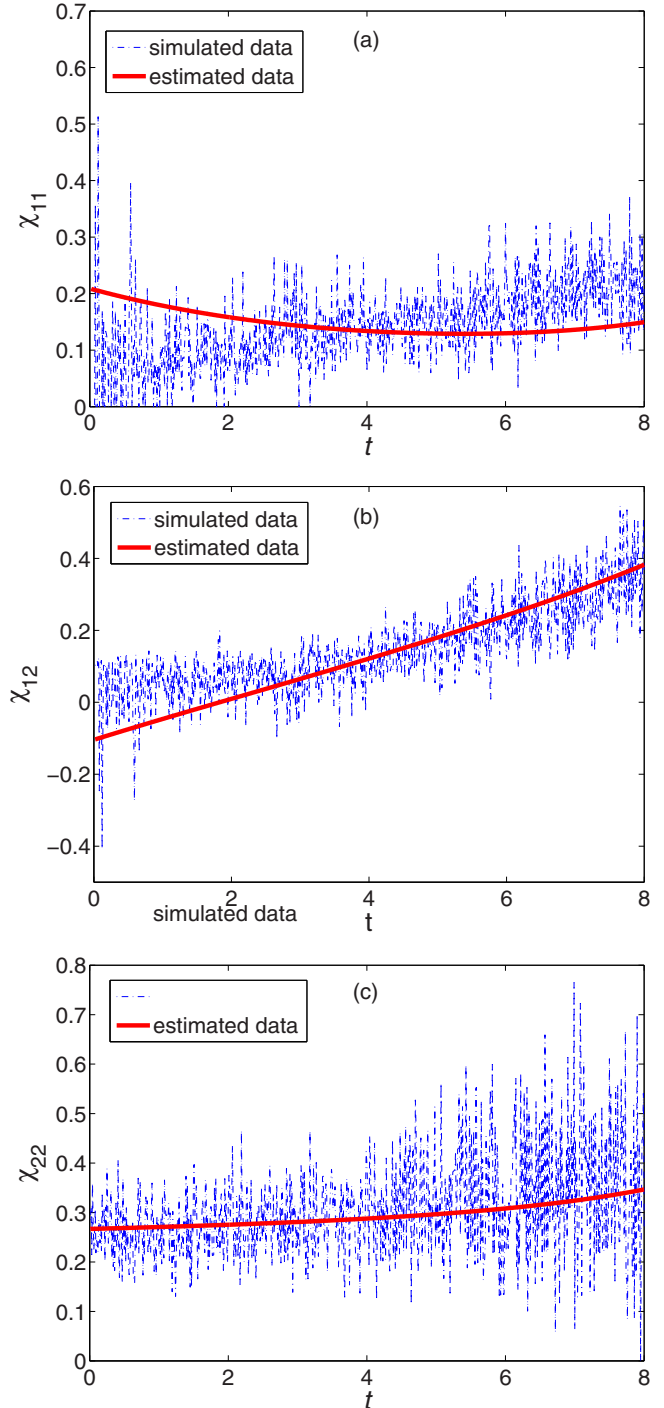 0.7
(a)
simulated data
estimated data
0.6
0.5
0.4
0.3
0.2
0.1
0
χ11
0 2 4 6 8
t
0.6
(b)
simulated data
estimated data
0.4
0.2
0
−0.2
−0.4
χ12
0 2 4 6 8
simulated data
t
0.8
(c)
estimated data
0.7
0.6
0.5
0.4
0.3
0.2
0.1
0
χ22
0 2 4 6 8
t